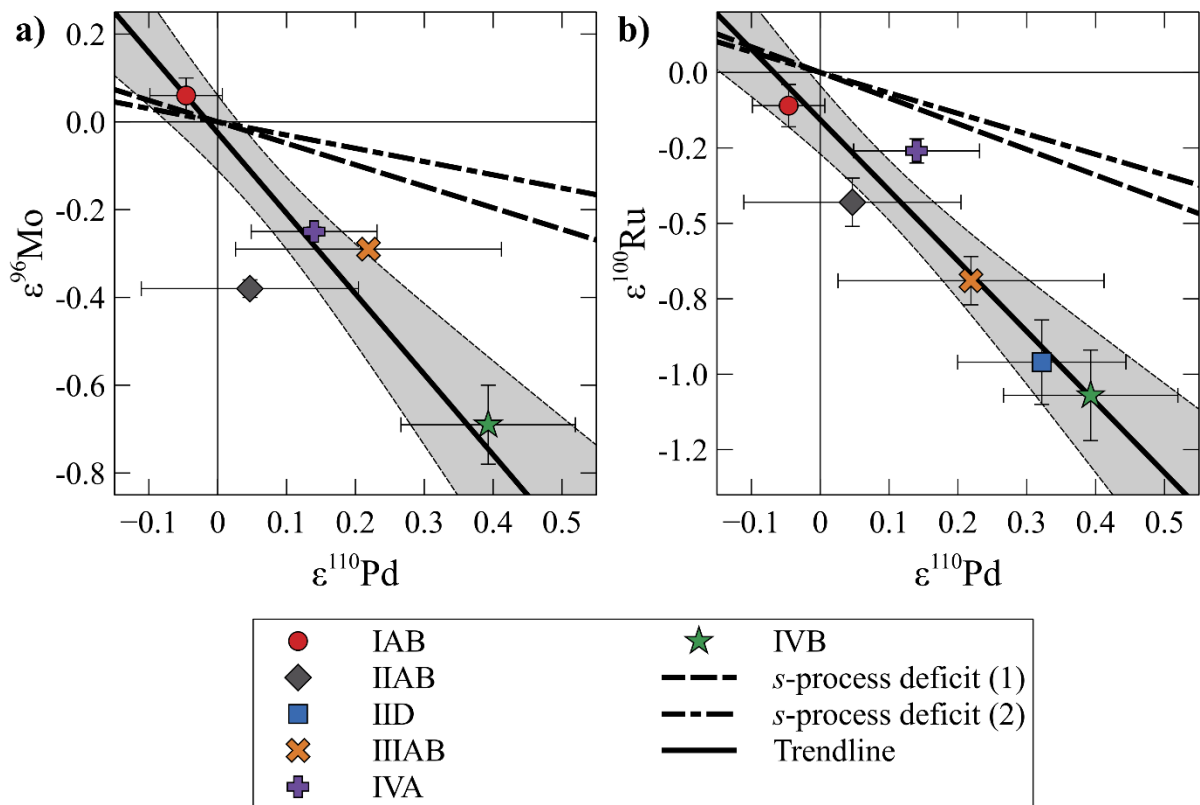 a)
0.2
0.0
-0.2
-0.4
-0.6
-0.8
ε⁹⁶Mo
−0.1 0 0.1 0.2 0.3 0.4 0.5
ε¹¹⁰Pd
b)
0.0
-0.2
-0.5
-0.8
-1.0
-1.2
ε¹⁰⁰Ru
−0.1 0 0.1 0.2 0.3 0.4 0.5
ε¹¹⁰Pd
IAB
IIAB
IID
IIIAB
IVA
IVB
s-process deficit (1)
s-process deficit (2)
Trendline